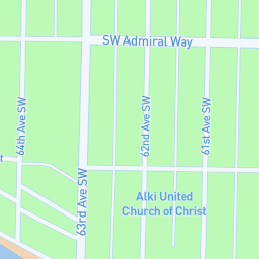 SW Admiral Way
64th Ave SW
62nd Ave SW
61st Ave SW
t
63rd Ave SW
Alki United
Church of Christ